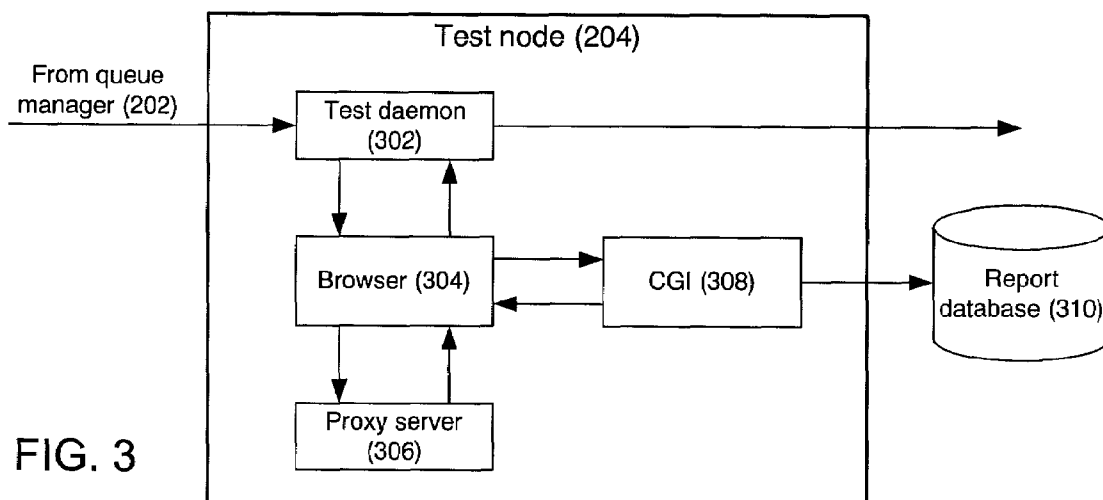 Test node (204)
From queue
manager (202)
Test daemon
(302)
Browser (304)
CGI (308)
Report
database (310)
Proxy server
(306)
FIG. 3